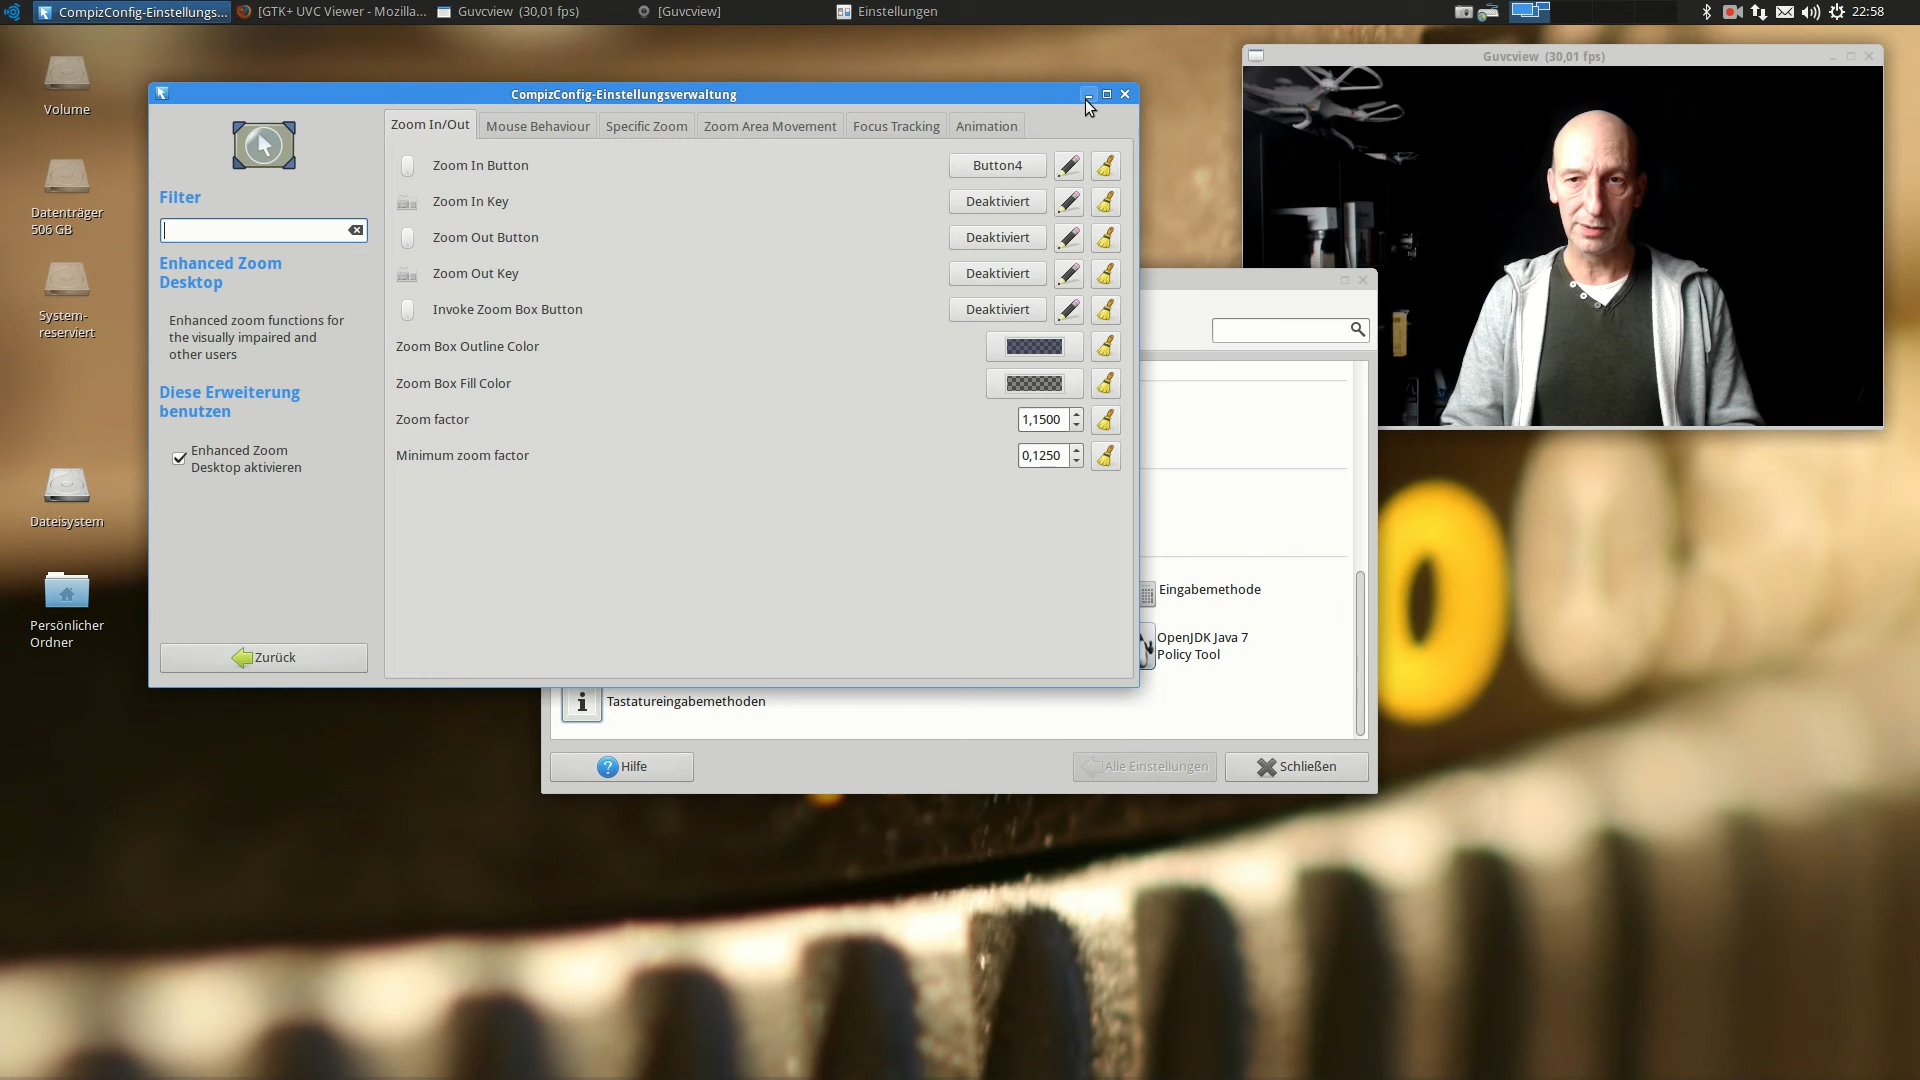 CompizConfig-Einstellungs...
[GTK+ UVC Viewer - Mozilla...
Guvcview (30,01 fps)
[Guvcview]
Einstellungen
22:58
Volume
Datenträger
506 GB
System-
reserviert
Dateisystem
Persönlicher
Ordner
CompizConfig-Einstellungsverwaltung
Filter
Enhanced Zoom
Desktop
Enhanced zoom functions for
the visually impaired and
other users
Diese Erweiterung
benutzen
Enhanced Zoom
Desktop aktivieren
Zurück
Zoom In/Out
Mouse Behaviour
Specific Zoom
Zoom Area Movement
Focus Tracking
Animation
Zoom In Button
Button4
Zoom In Key
Deaktiviert
Zoom Out Button
Deaktiviert
Zoom Out Key
Deaktiviert
Invoke Zoom Box Button
Deaktiviert
Zoom Box Outline Color
Zoom Box Fill Color
Zoom factor
1,1500
Minimum zoom factor
0,1250
Guvcview (30,01 fps)
Eingabemethode
OpenJDK Java 7
Policy Tool
Tastatureingabemethoden
Hilfe
Alle Einstellungen
Schließen